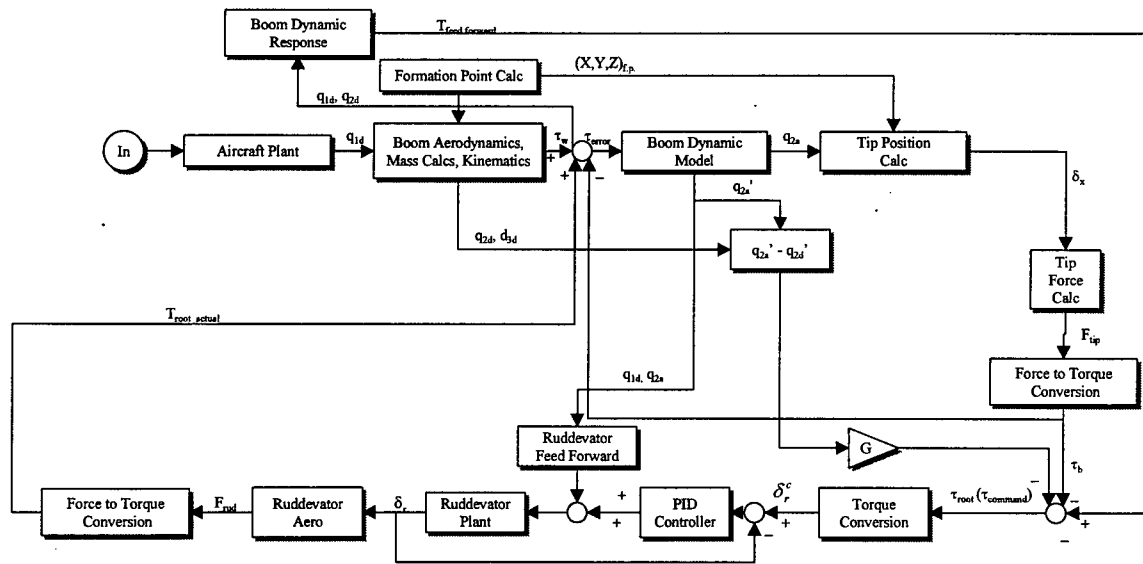 Boom Dynamic
Response
T feed forward
Formation Point Calc
(X,Y,Z)f.p.
q1d, q2d
In
Aircraft Plant
q1d
Boom Aerodynamics,
Mass Calcs, Kinematics
τw
+
+
τerror
−
Boom Dynamic
Model
q2a
Tip Position
Calc
δx
q2a'
q2d, d3d
q2a' - q2d'
Tip
Force
Calc
Ftip
T root_actual
q1d, q2a
Force to Torque
Conversion
Ruddevator
Feed Forward
G
τb
Force to Torque
Conversion
Frud
Ruddevator
Aero
δr
Ruddevator
Plant
+
+
PID
Controller
δr^c
+
−
Torque
Conversion
τroot (τcommand)
−
−
−
+